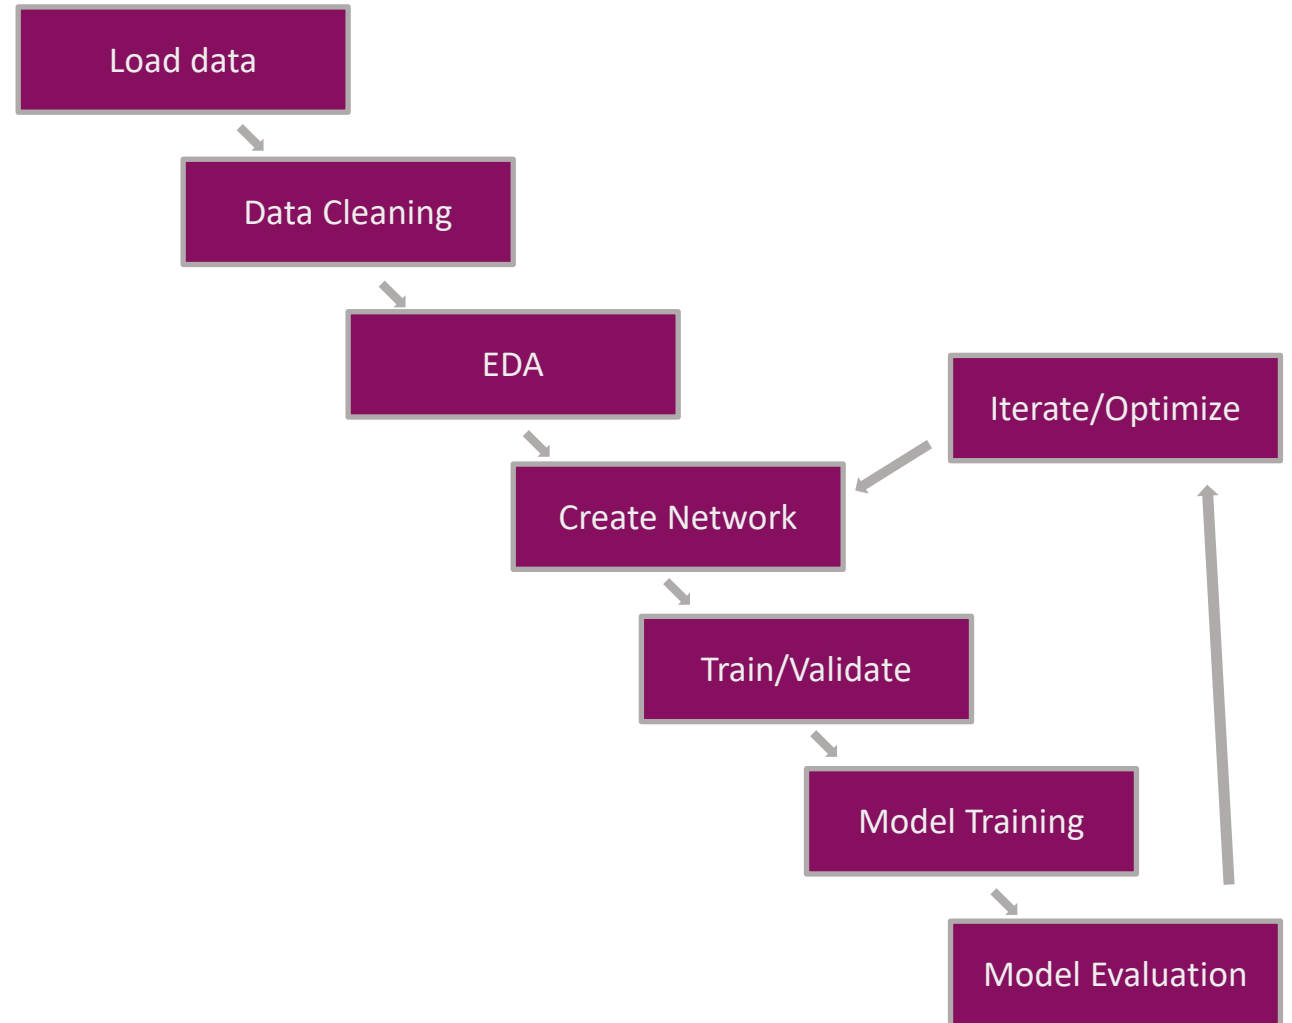 Load data
Data Cleaning
EDA
Iterate/Optimize
Create Network
Train/Validate
Model Training
Model Evaluation